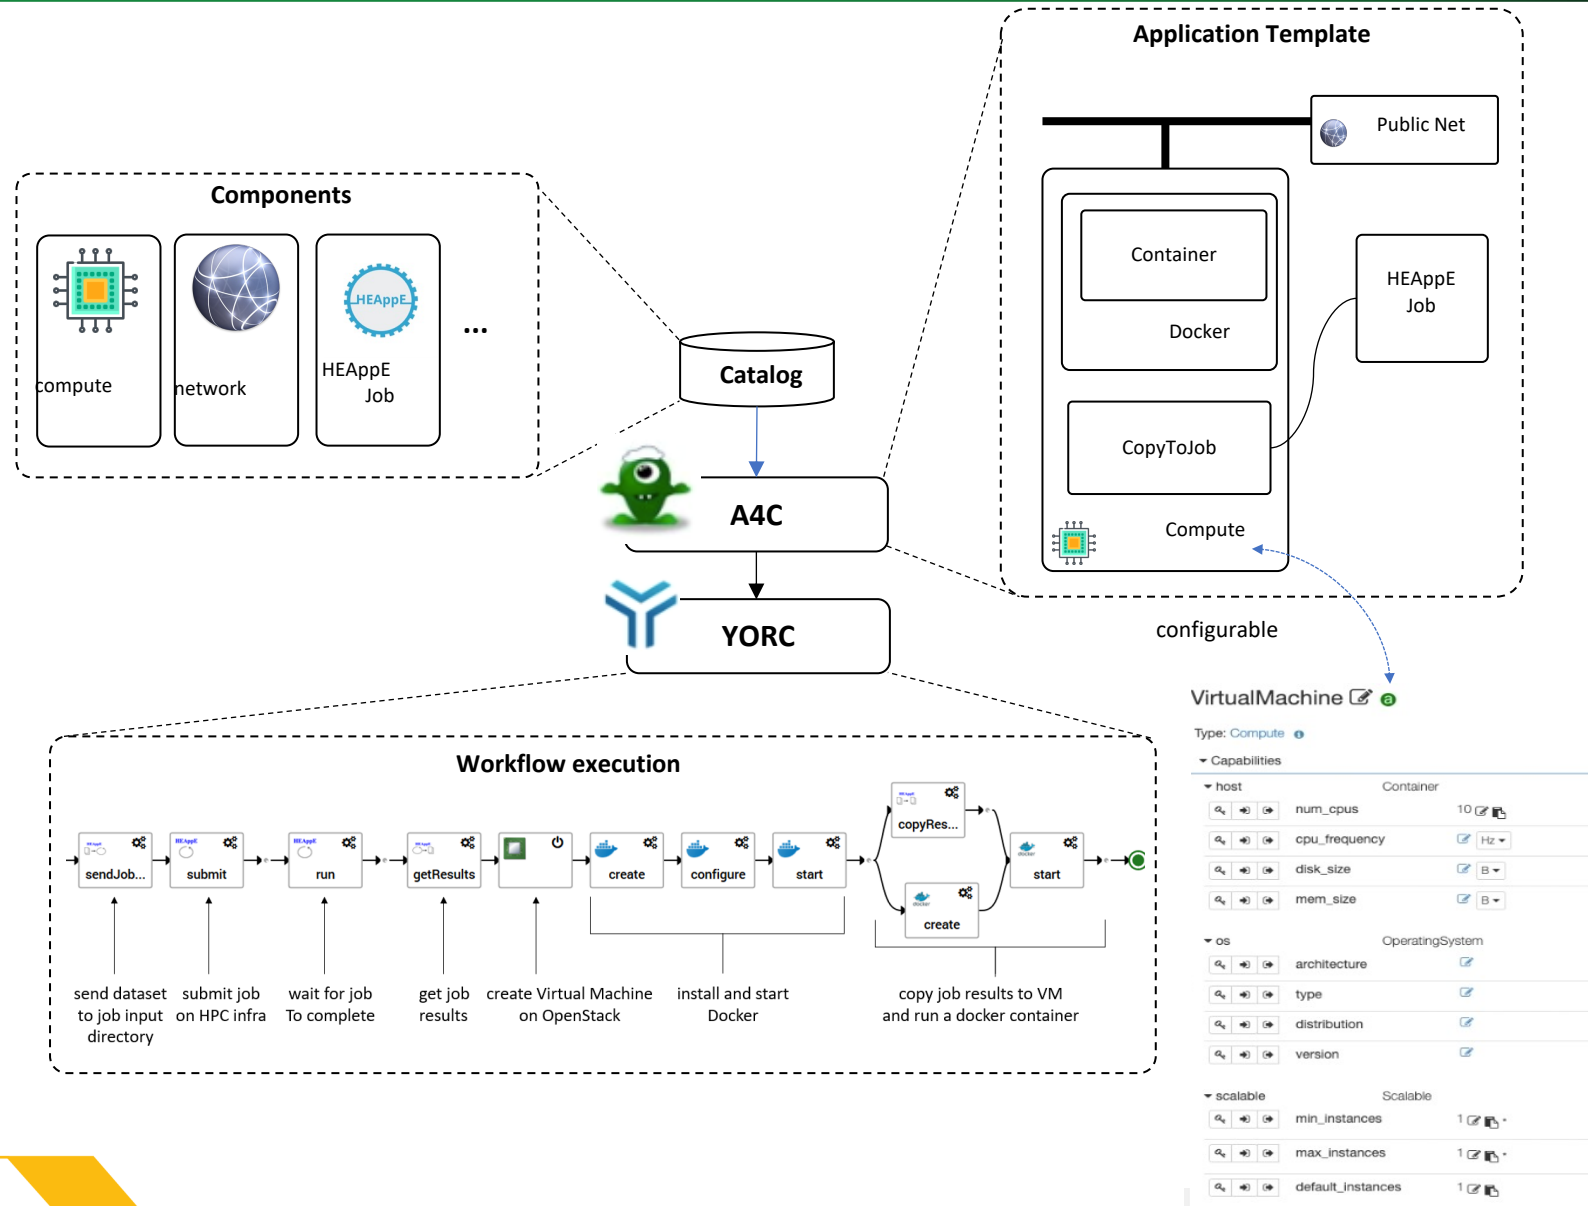 Application Template
Public Net
Container
Docker
HEAppE
Job
CopyToJob
Compute
configurable
Components
compute
network
HEAppE
HEAppE
Job
...
Catalog
A4C
YORC
Workflow execution
sendJob...
HEAppE
submit
HEAppE
run
getResults
create
configure
start
copyRes...
docker
create
docker
start
send dataset
to job input
directory
submit job
on HPC infra
wait for job
To complete
get job
results
create Virtual Machine
on OpenStack
install and start
Docker
copy job results to VM
and run a docker container
VirtualMachine a
Type: Compute
Capabilities
host Container
num_cpus 10
cpu_frequency Hz
disk_size B
mem_size B
os OperatingSystem
architecture
type
distribution
version
scalable Scalable
min_instances 1
max_instances 1
default_instances 1